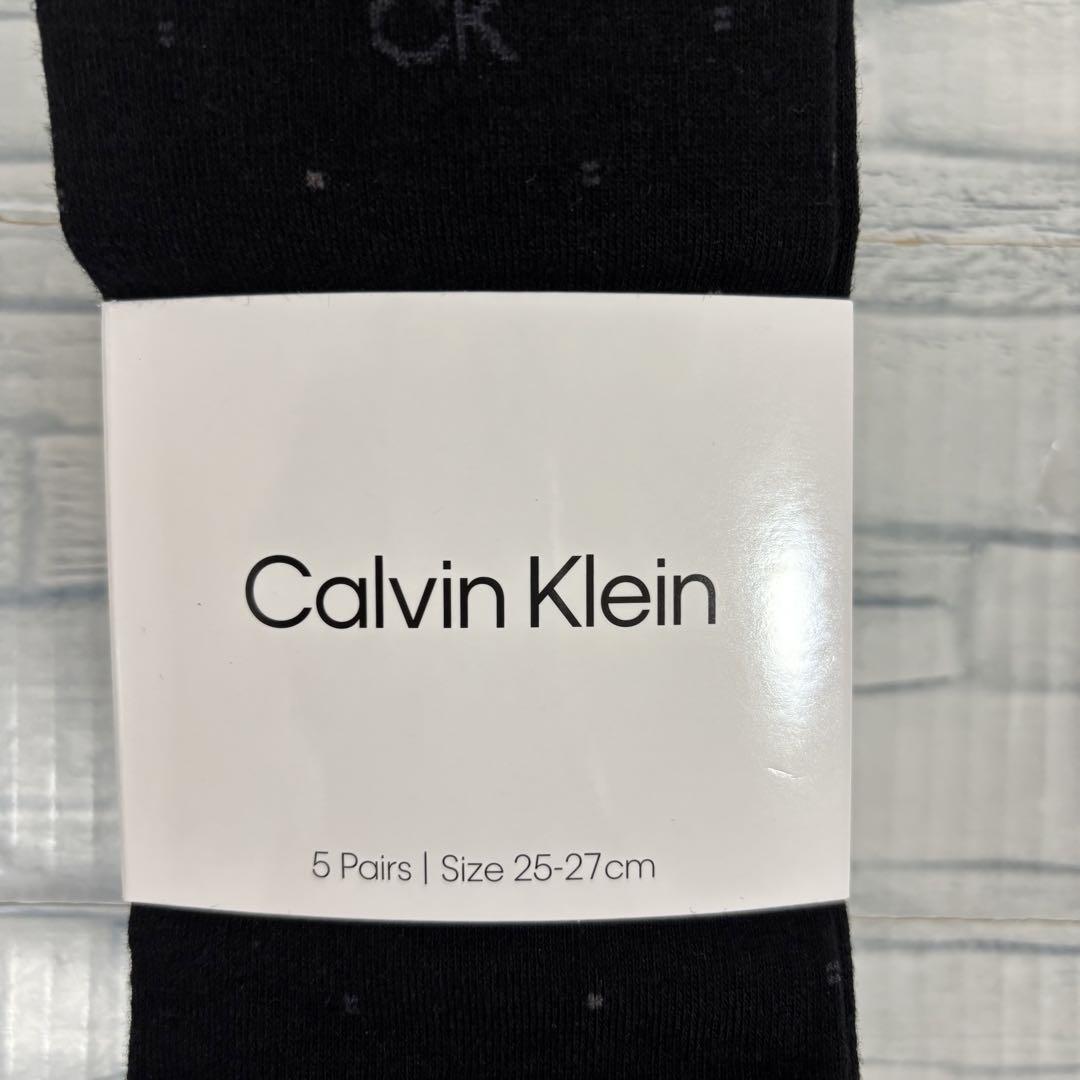 CK
Calvin Klein
5 Pairs | Size 25-27cm